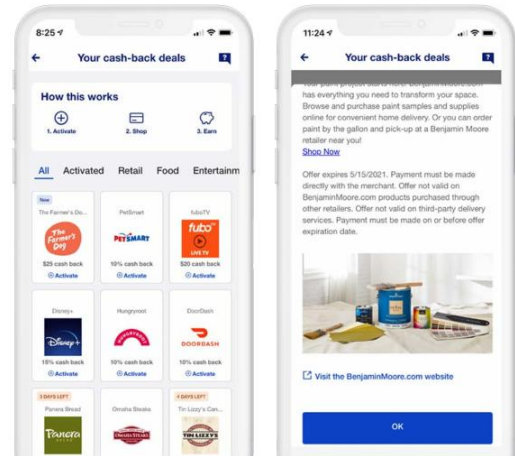 8:25
Your cash-back deals
?
How this works
1. Activate
2. Shop
3. Earn
All Activated Retail Food Entertainm
New
The Farmer's Do...
PetSmart
fuboTV
The Farmer's Dog
PETSMART
fubo
LIVE TV
$25 cash back
10% cash back
$20 cash back
Activate
Activate
Activate
Disney+
Hungryroot
DoorDash
Disney+
HUNGRYROOT
DOORDASH
15% cash back
10% cash back
10% cash back
Activate
Activate
Activate
3 DAYS LEFT
4 DAYS LEFT
Panera Bread
Omaha Steaks
Tin Lizzy's Can...
Panera
BREAD
OMAHA STEAKS
TIN LIZZY'S
11:24
Your cash-back deals
?
has everything you need to transform your space.
Browse and purchase paint samples and supplies
online for convenient home delivery. Or you can order
paint by the gallon and pick-up at a Benjamin Moore
retailer near you!
Shop Now
Offer expires 5/15/2021. Payment must be made
directly with the merchant. Offer not valid on
BenjaminMoore.com products purchased through
other retailers. Offer not valid on third-party delivery
services. Payment must be made on or before offer
expiration date.
Visit the BenjaminMoore.com website
OK